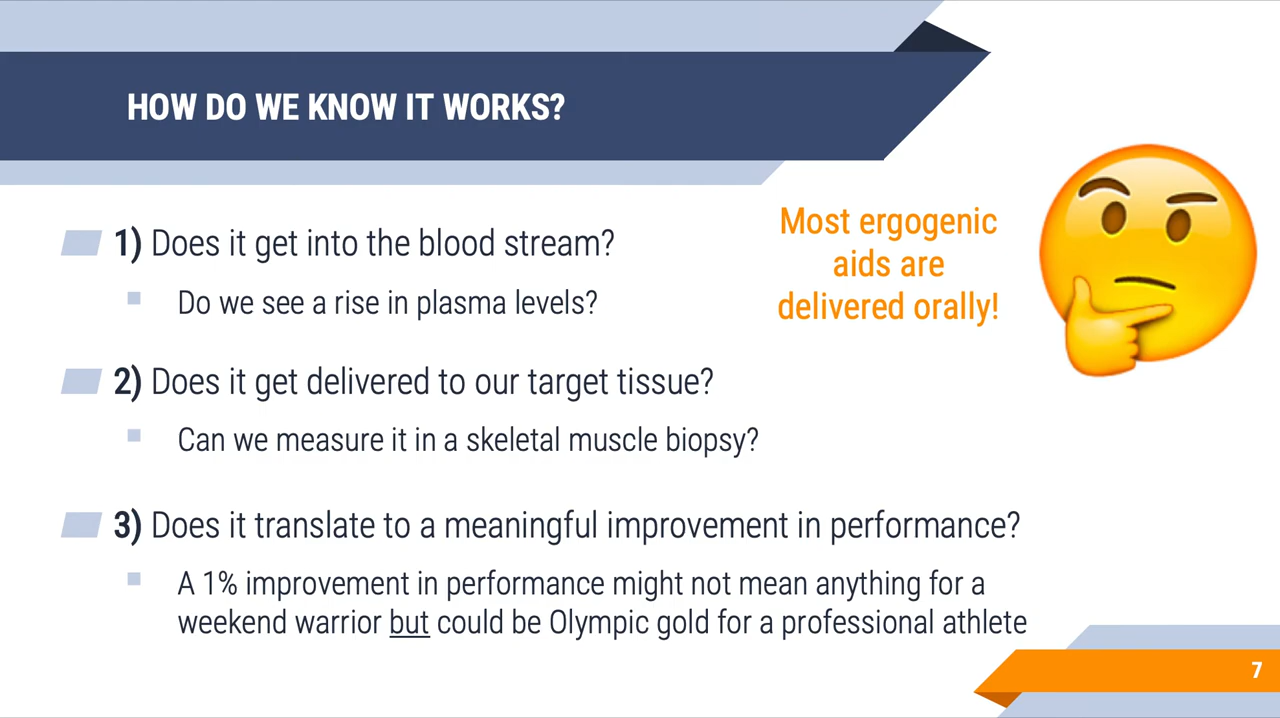 HOW DO WE KNOW IT WORKS?
1) Does it get into the blood stream?
Do we see a rise in plasma levels?
Most ergogenic
aids are
delivered orally!
2) Does it get delivered to our target tissue?
Can we measure it in a skeletal muscle biopsy?
3) Does it translate to a meaningful improvement in performance?
A 1% improvement in performance might not mean anything for a
weekend warrior but could be Olympic gold for a professional athlete
7